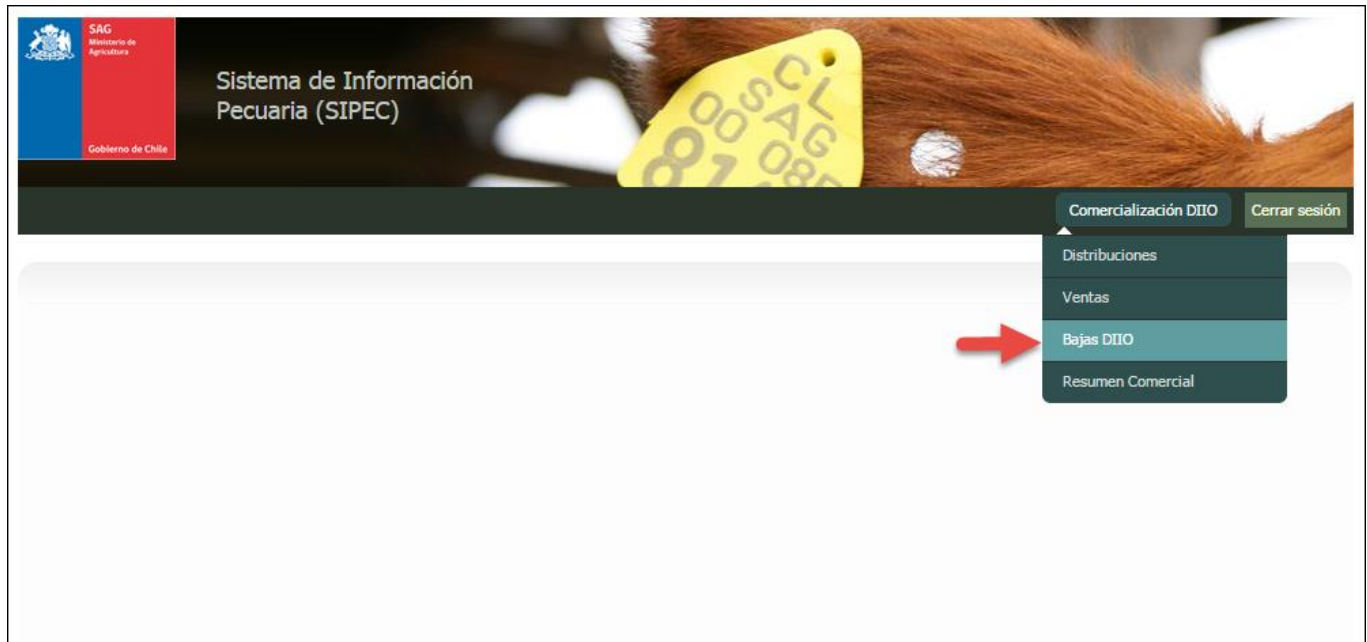 SAG
Ministerio de
Agricultura
Gobierno de Chile
Sistema de Información
Pecuaria (SIPEC)
CL
SAG
00
Comercialización DIIO
Cerrar sesión
Distribuciones
Ventas
Bajas DIIO
Resumen Comercial